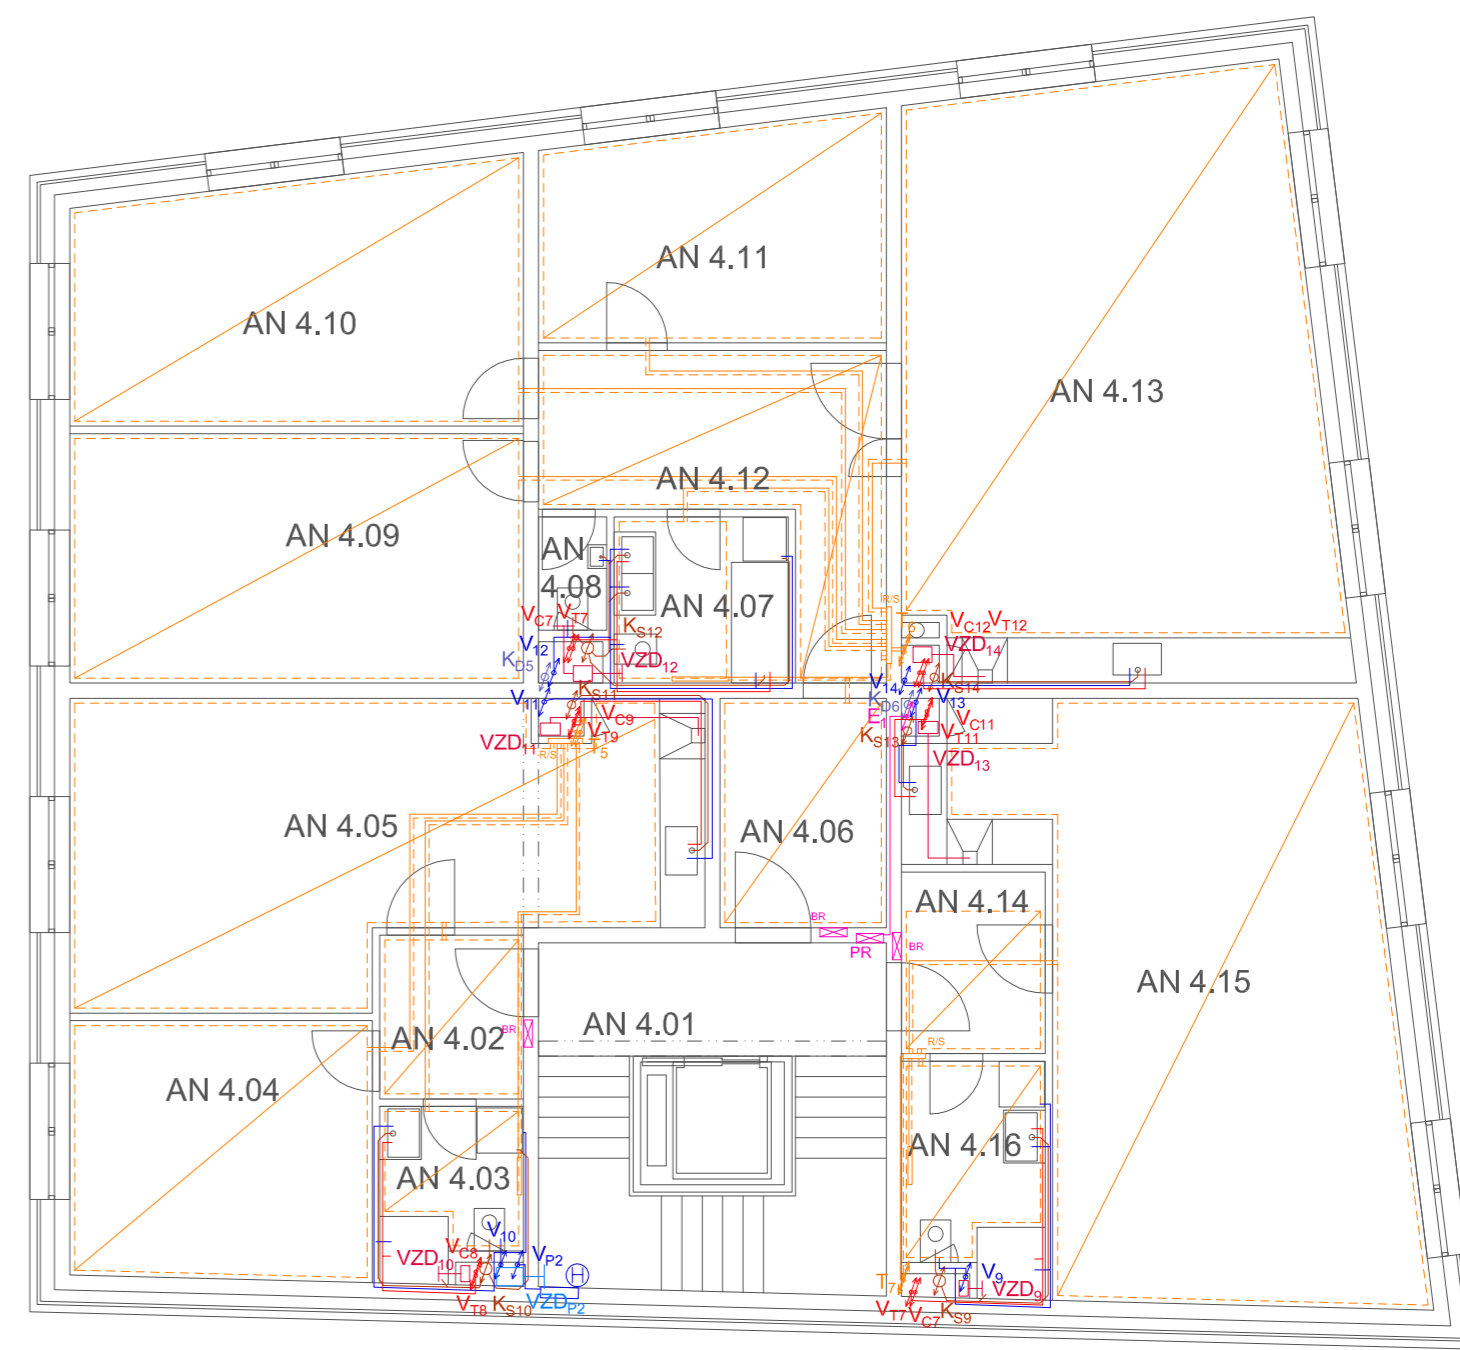 AN 4.11
AN 4.10
AN 4.13
AN 4.12
AN 4.09
AN
4.08
AN 4.07
R/S
VC7 VT7
V12
KD5
KS12
VZD12
VC12 VT12
VZD14
V14
KS14
KD6
V13
V11
KS11
VC9
VT9
VZD11
R/S
5
E1
KS13
VC11
VT11
VZD13
AN 4.05
AN 4.06
AN 4.14
BR
PR
BR
AN 4.15
AN 4.01
AN 4.02
BR
R/S
AN 4.04
AN 4.16
AN 4.03
V10
VC8
VZD10
VP2
H
VT8
KS10
VZDP2
T7
V9
VZD9
VT7
VC7
KS9